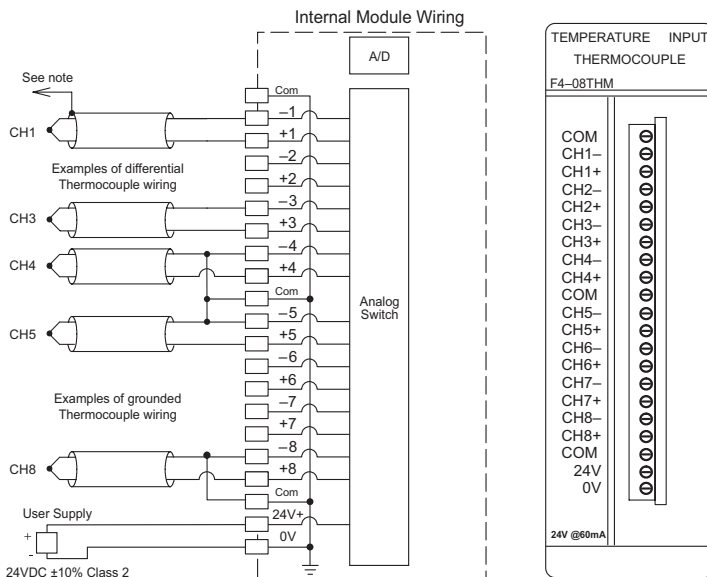 Internal Module Wiring
A/D
See note
Com
CH1
–1
+1
Examples of differential
Thermocouple wiring
–2
+2
CH3
–3
+3
CH4
–4
+4
Com
Analog
Switch
CH5
–5
+5
–6
+6
Examples of grounded
Thermocouple wiring
–7
+7
CH8
–8
+8
Com
User Supply
24V+
+
-
0V
24VDC ±10% Class 2
TEMPERATURE INPUT
THERMOCOUPLE
F4–08THM
COM
CH1–
CH1+
CH2–
CH2+
CH3–
CH3+
CH4–
CH4+
COM
CH5–
CH5+
CH6–
CH6+
CH7–
CH7+
CH8–
CH8+
COM
24V
0V
24V @60mA